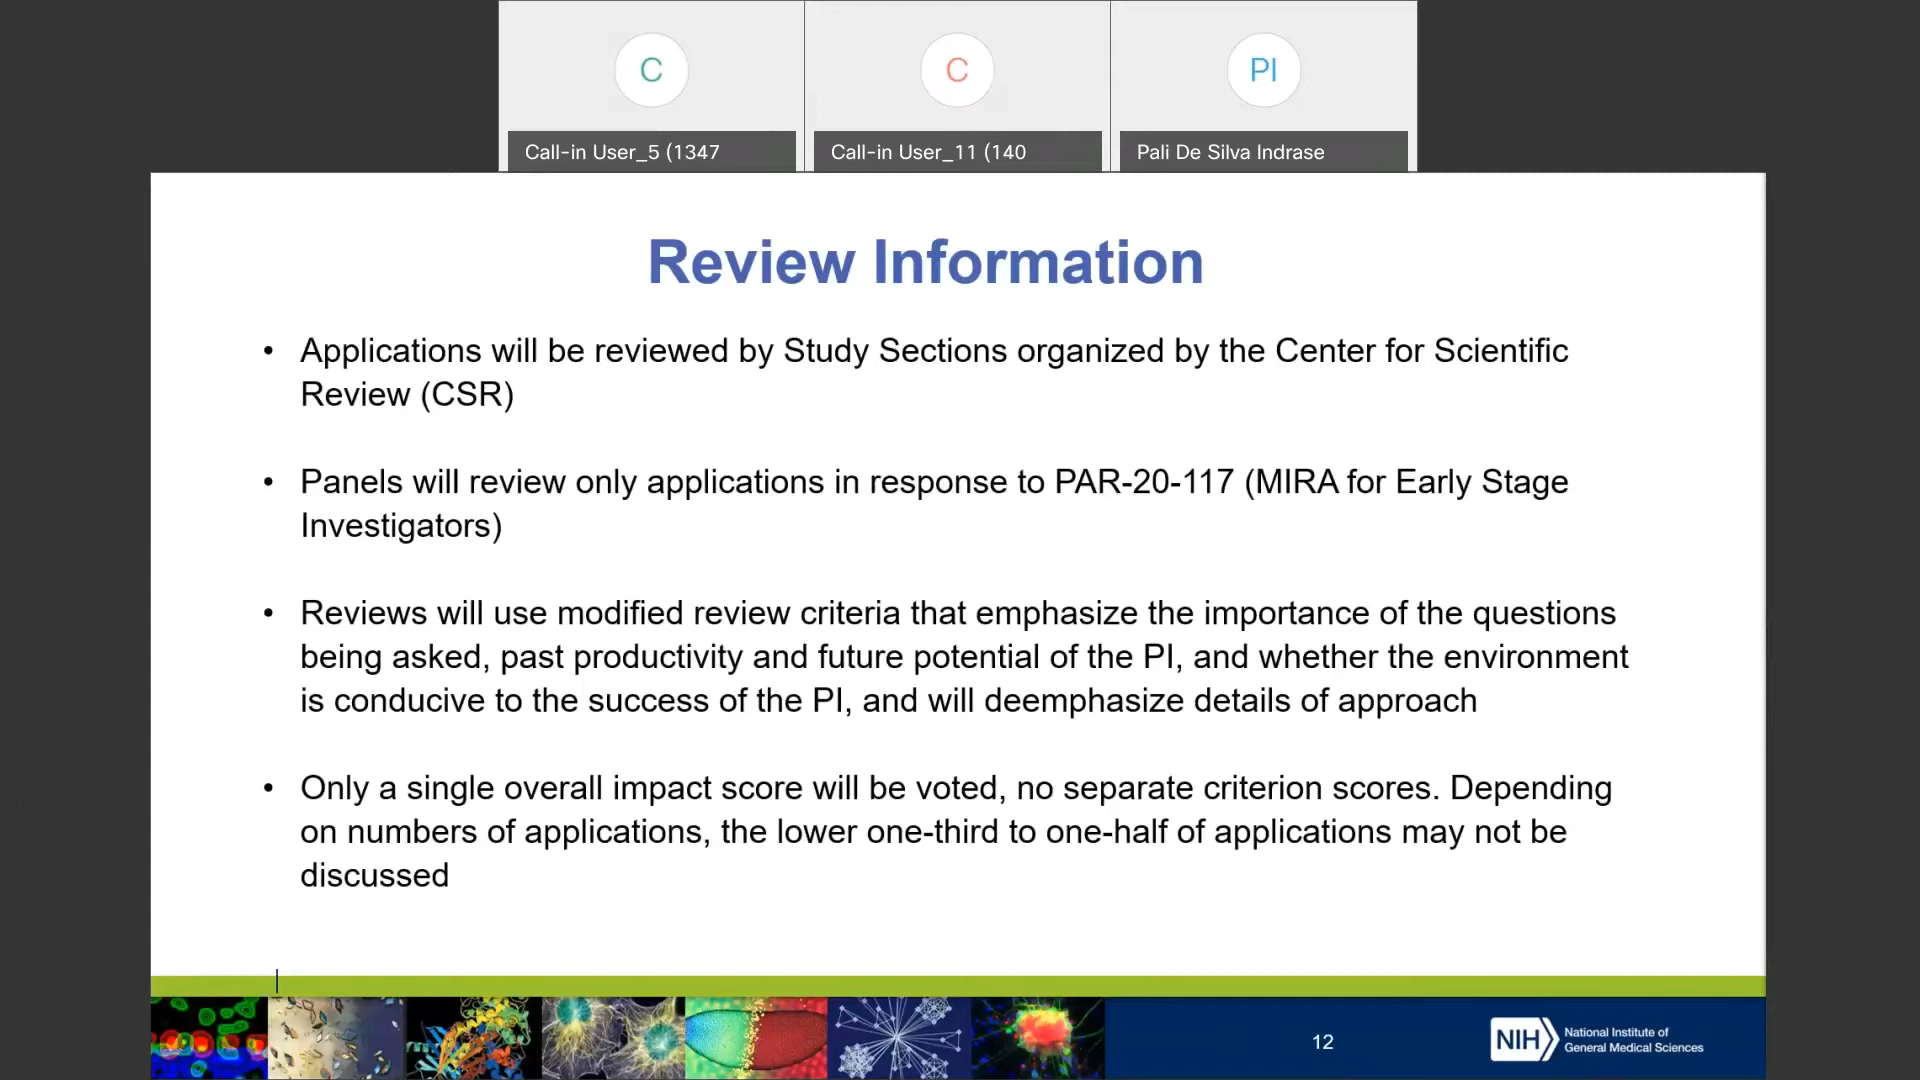 C
C
PI
Call-in User_5 (1347
Call-in User_11 (140
Pali De Silva Indrase
Review Information
• Applications will be reviewed by Study Sections organized by the Center for Scientific
Review (CSR)
• Panels will review only applications in response to PAR-20-117 (MIRA for Early Stage
Investigators)
• Reviews will use modified review criteria that emphasize the importance of the questions
being asked, past productivity and future potential of the PI, and whether the environment
is conducive to the success of the PI, and will deemphasize details of approach
• Only a single overall impact score will be voted, no separate criterion scores. Depending
on numbers of applications, the lower one-third to one-half of applications may not be
discussed
12
NIH
National Institute of
General Medical Sciences